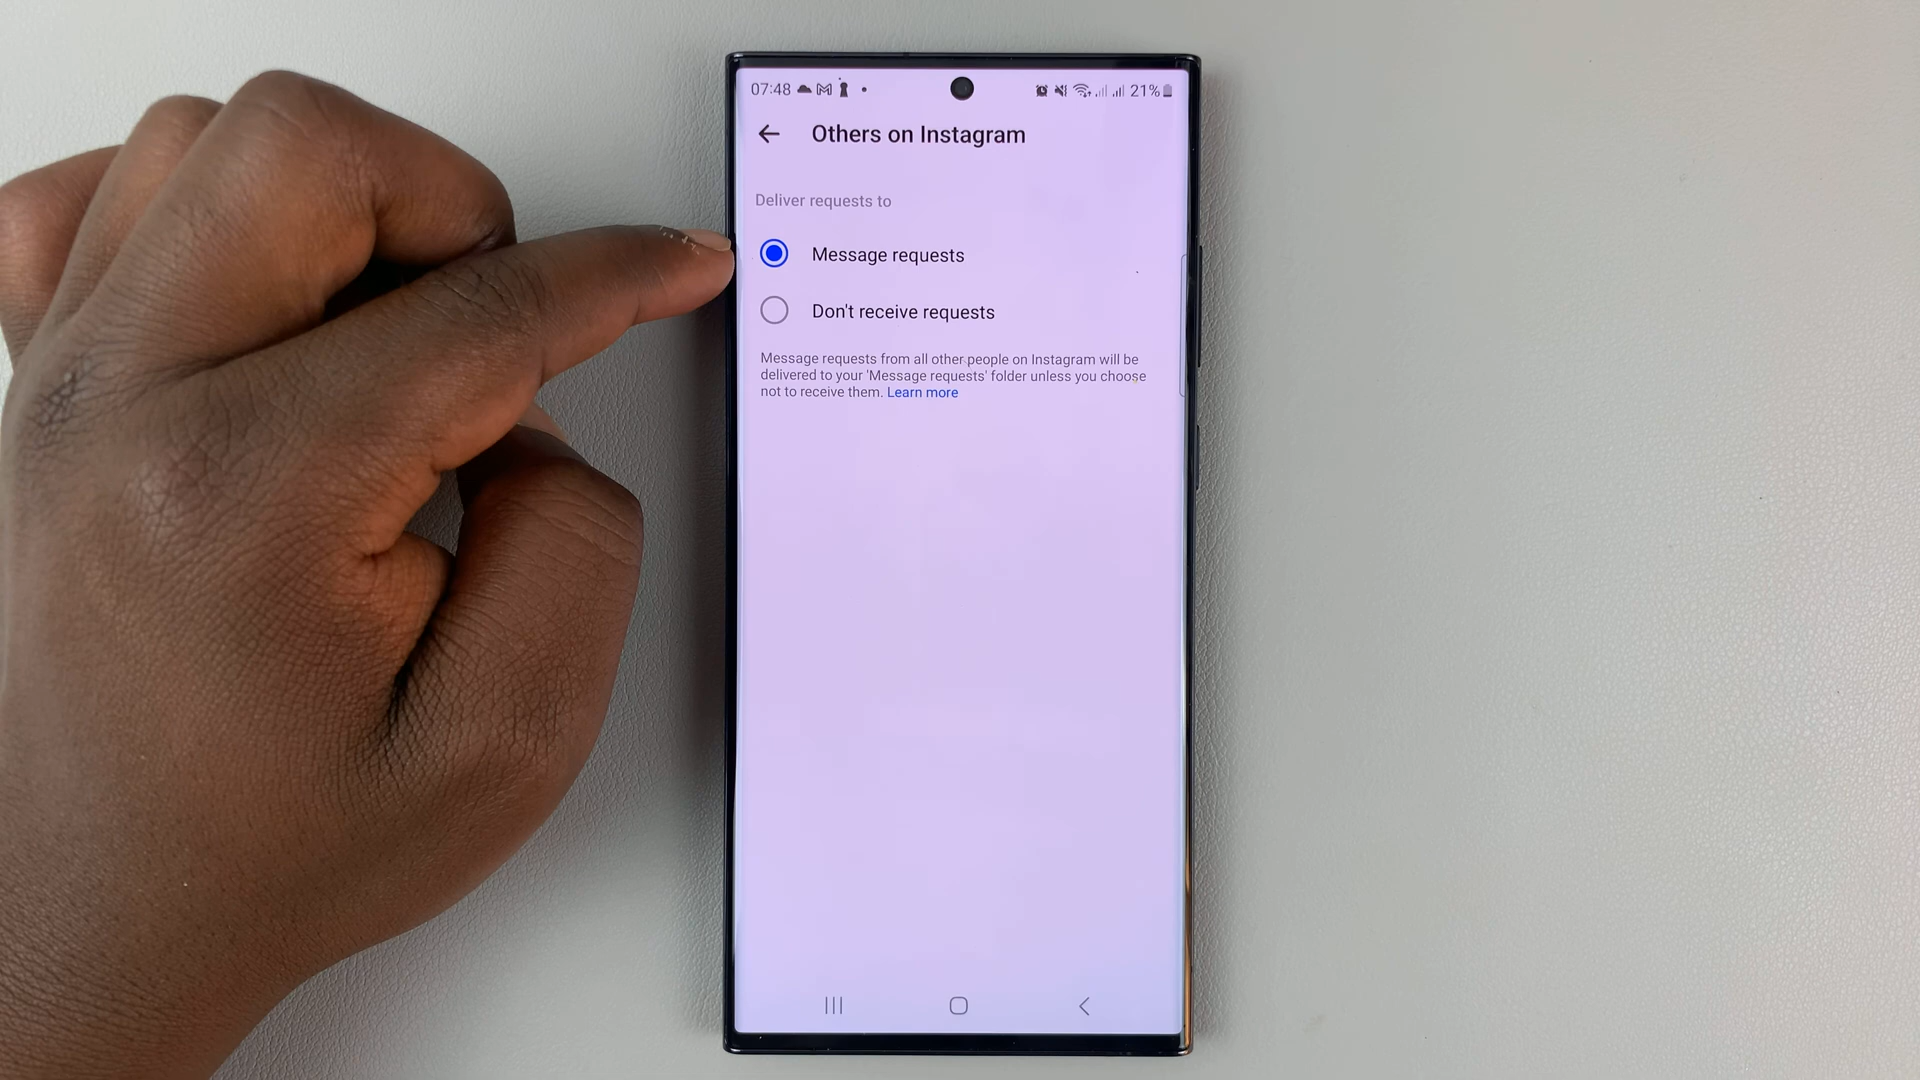 07:48 21%
Others on Instagram
Deliver requests to
Message requests
Don't receive requests
Message requests from all other people on Instagram will be
delivered to your 'Message requests' folder unless you choose
not to receive them. Learn more